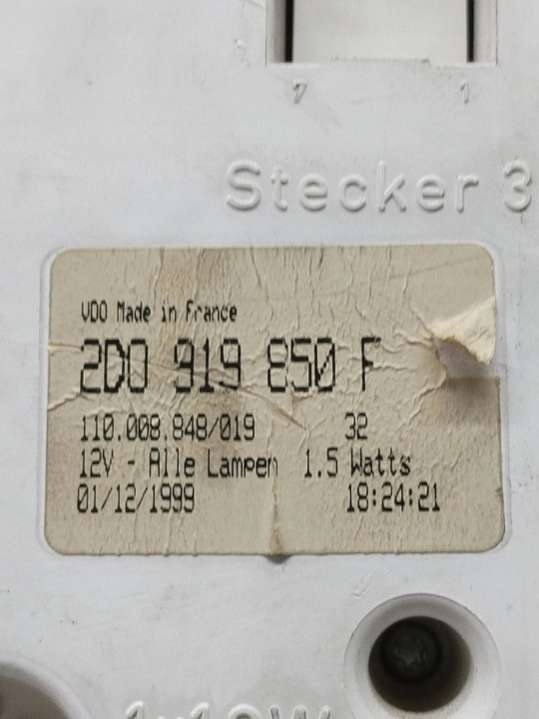 7 1
Stecker 3
VDO Made in France
2D0 919 850 F
110.008.848/019 32
12V - Alle Lampen 1.5 Watts
01/12/1999 18:24:21